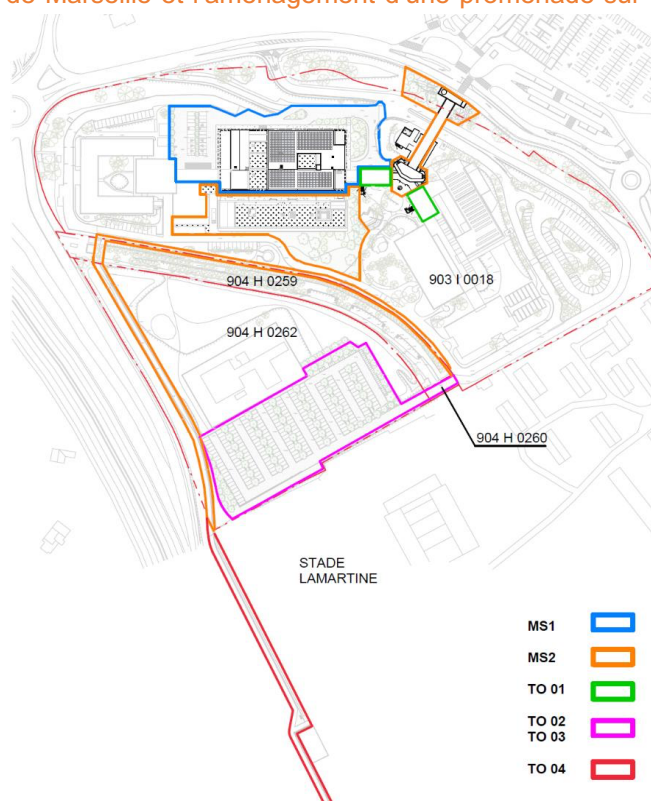 de Marseille et l'aménagement d'une promenade sur
904 H 0259
903 I 0018
904 H 0262
904 H 0260
STADE
LAMARTINE
MS1
MS2
TO 01
TO 02
TO 03
TO 04